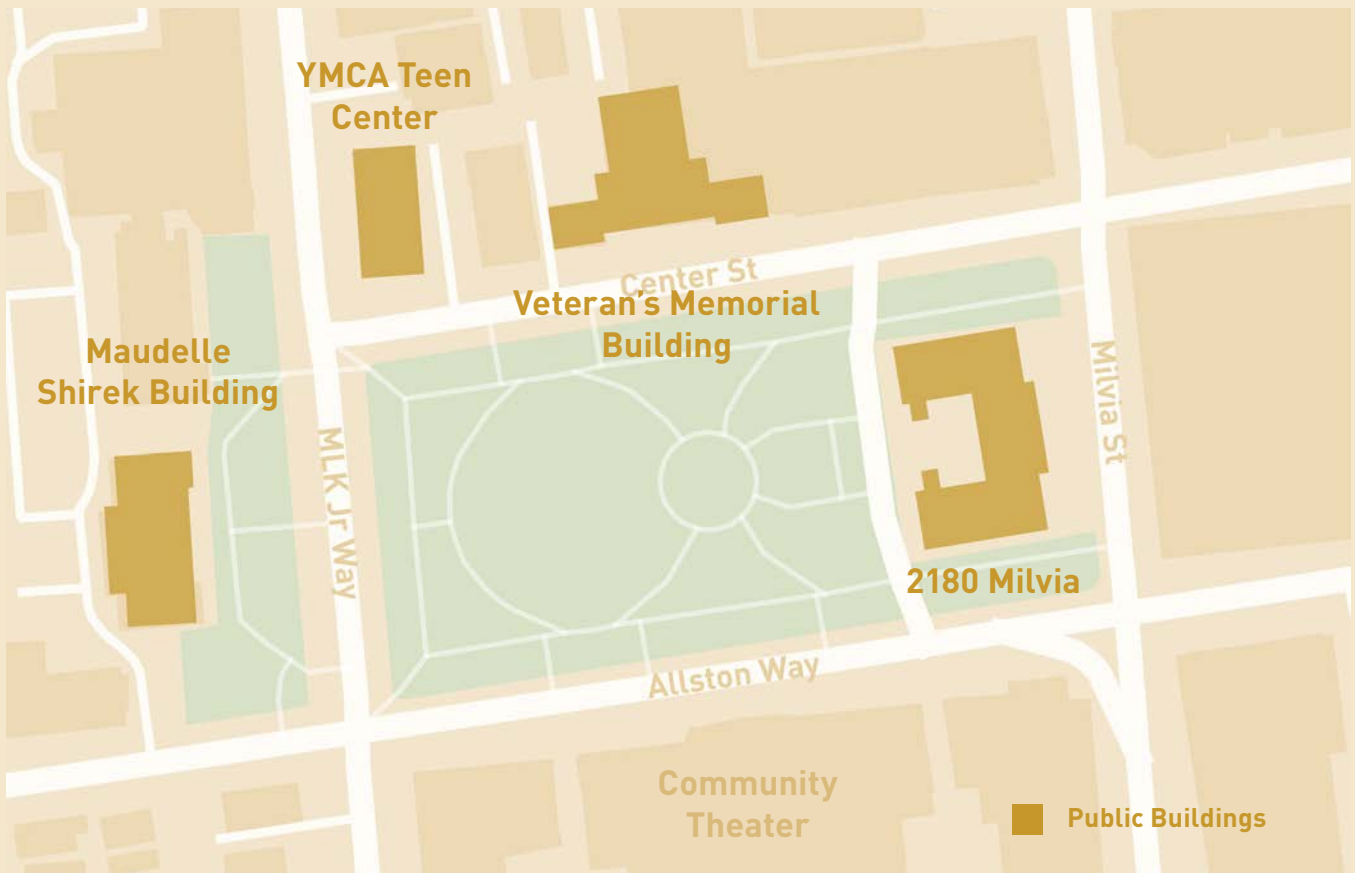 YMCA Teen
Center
Center St
Veteran's Memorial
Building
Maudelle
Shirek Building
MLK Jr Way
Milvia St
2180 Milvia
Allston Way
Community
Theater
Public Buildings